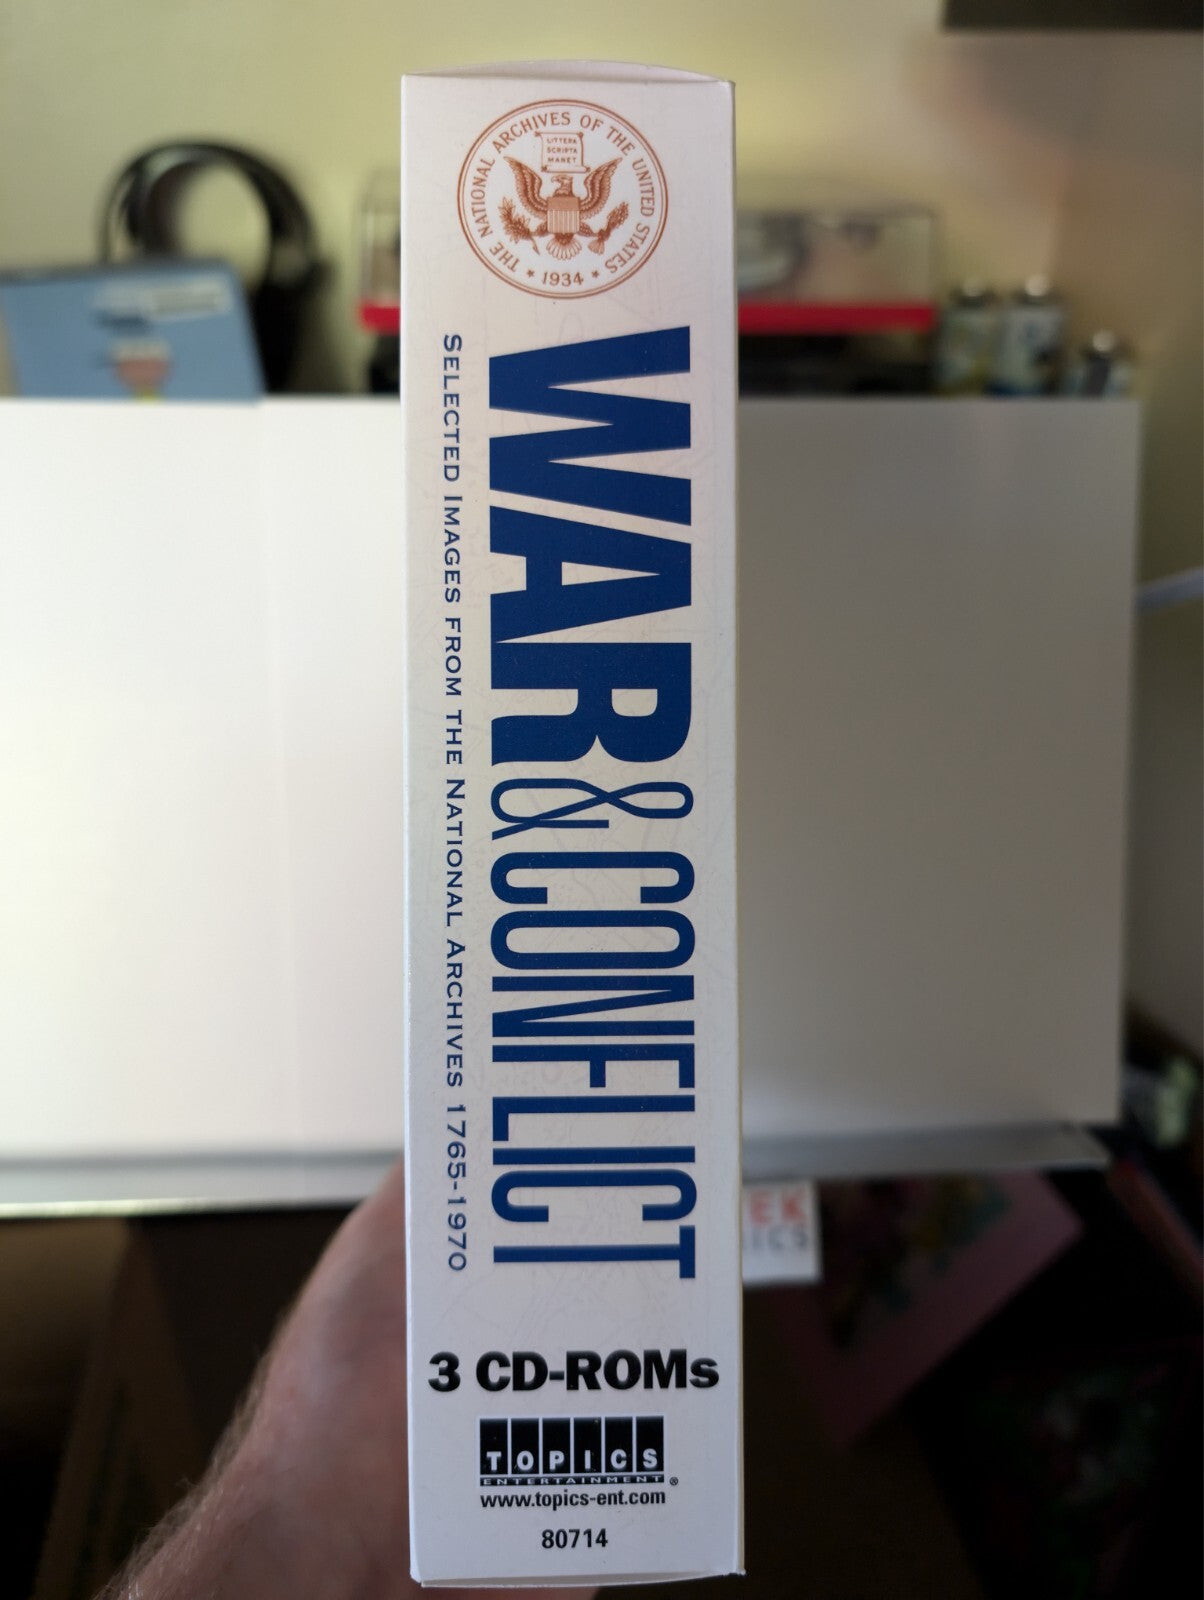 THE NATIONAL ARCHIVES OF THE UNITED STATES
LITTERA
SCRIPTA
MANET
★ 1934 ★
WAR & CONFLICT
SELECTED IMAGES FROM THE NATIONAL ARCHIVES 1765-1970
3 CD-ROMs
TOPICS
ENTERTAINMENT®
www.topics-ent.com
80714